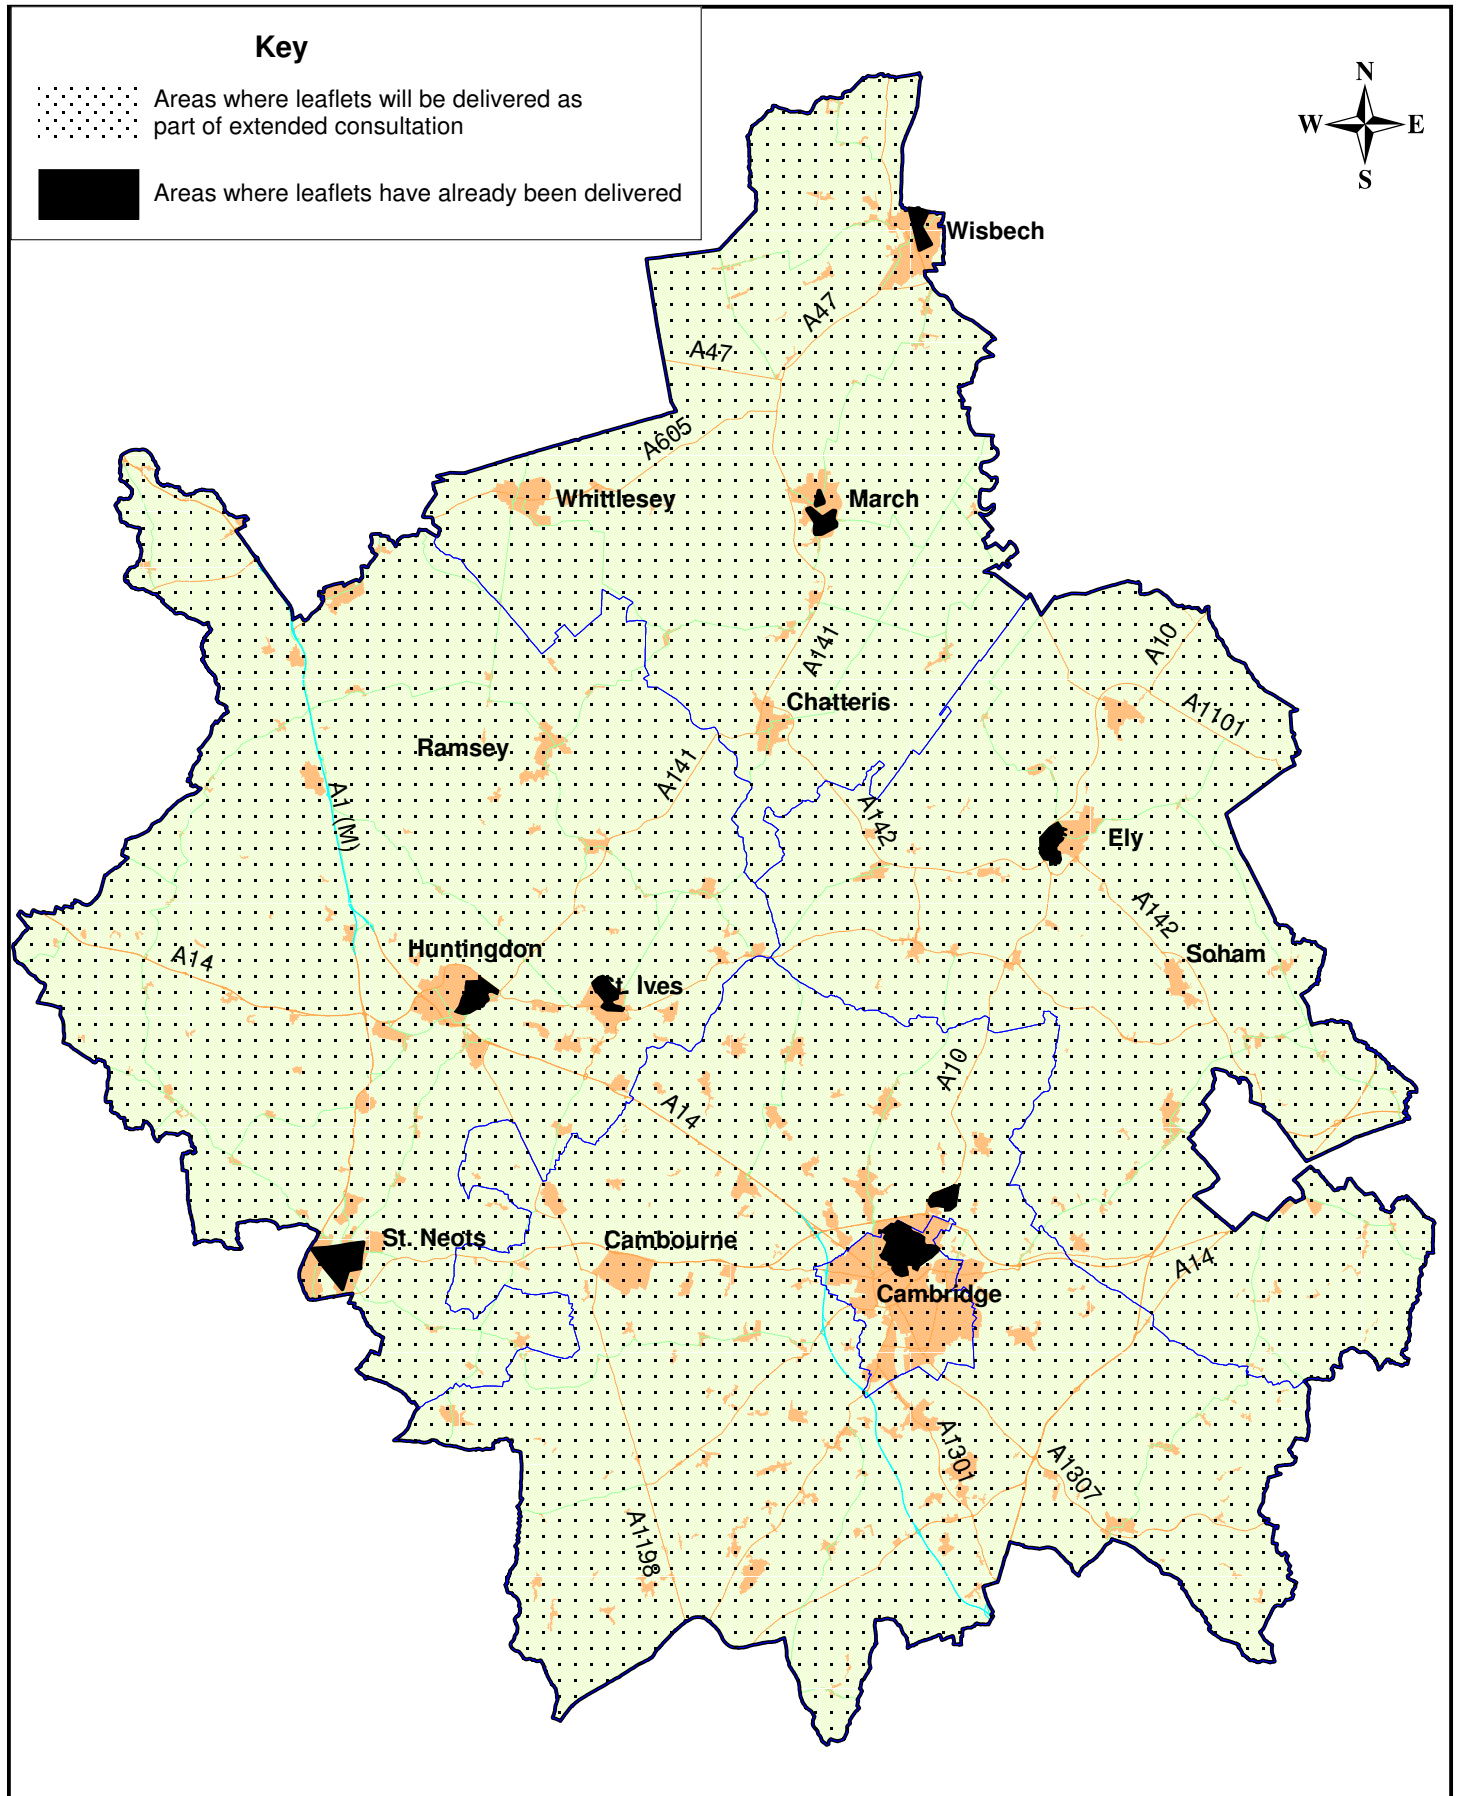 Key
Areas where leaflets will be delivered as
part of extended consultation
Areas where leaflets have already been delivered
N
W E
S
Wisbech
A47
A47
A605
Whittlesey
March
A141
A10
A1101
Chatteris
Ramsey
A141
A1 (M)
A142
Ely
A142
Soham
Huntingdon
A14
St. Ives
A10
A14
St. Neots
Cambourne
A14
Cambridge
A1301
A1307
A1198